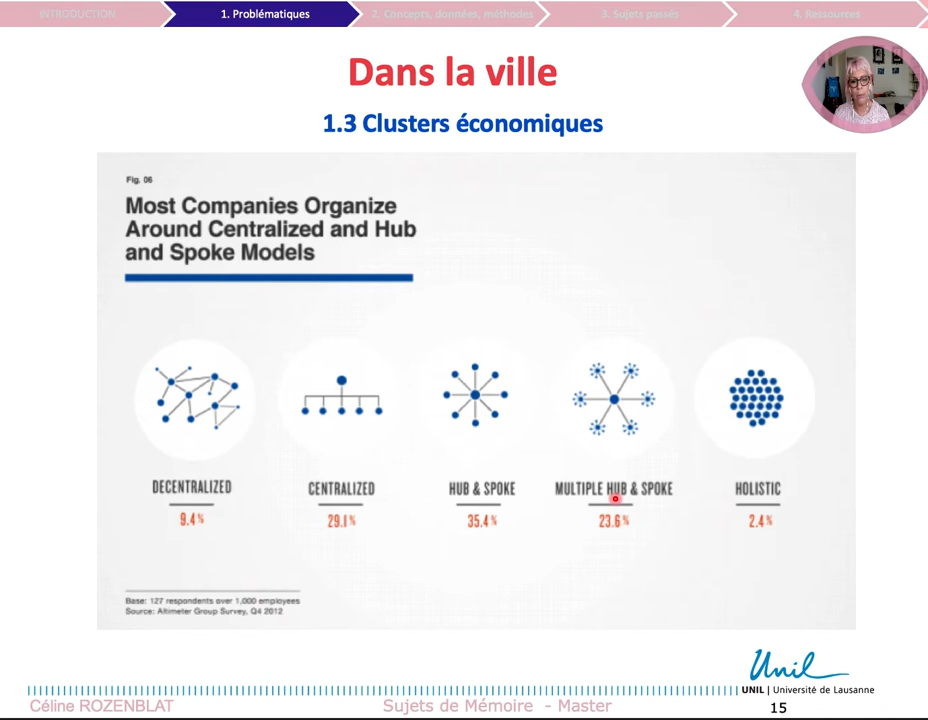 INTRODUCTION
1. Problématiques
2. Concepts, données, méthodes
3. Sujets passés
4. Ressources
Dans la ville
1.3 Clusters économiques
Fig. 06
Most Companies Organize
Around Centralized and Hub
and Spoke Models
DECENTRALIZED
9.4%
CENTRALIZED
29.1%
HUB & SPOKE
35.4%
MULTIPLE HUB & SPOKE
23.6%
HOLISTIC
2.4%
Base: 127 respondents over 1,000 employees
Source: Altimeter Group Survey, Q4 2012
Unil
UNIL | Université de Lausanne
Céline ROZENBLAT
Sujets de Mémoire - Master
15